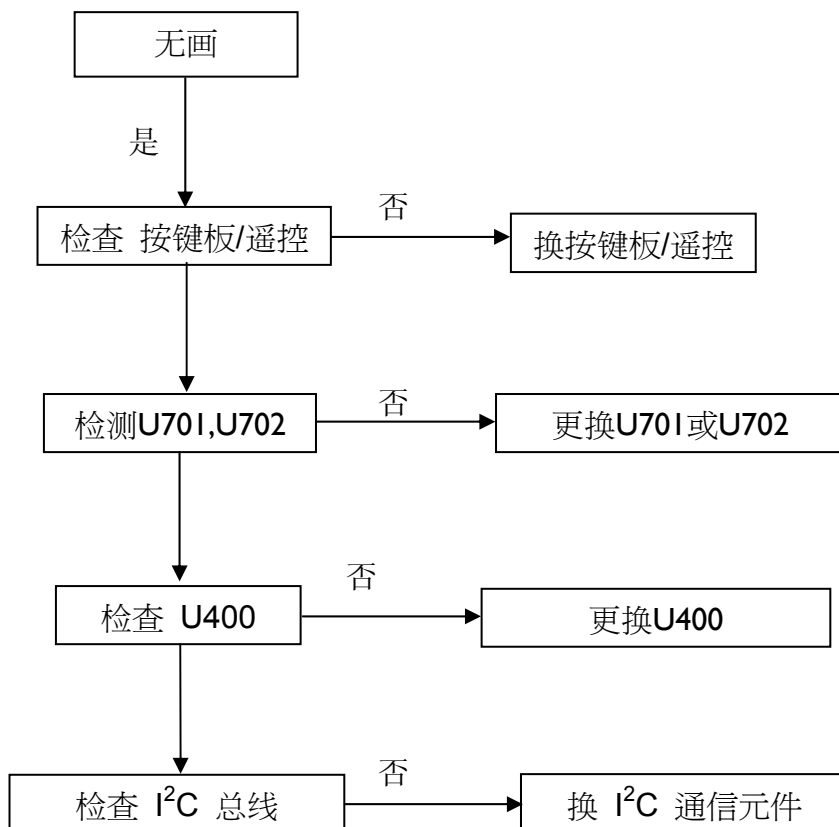 无画
是
否
检查 按键板/遥控
换按键板/遥控
否
检测U701,U702
更换U701或U702
否
检查 U400
更换U400
否
检查 I²C 总线
换 I²C 通信元件